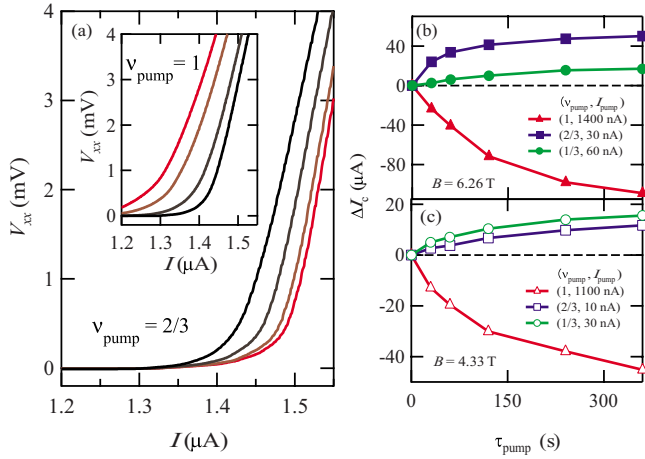 (a)
ν_pump = 1
V_xx (mV)
4
3
2
1
0
1.2 1.3 1.4 1.5
I (μA)
V_xx (mV)
4
3
2
1
0
ν_pump = 2/3
1.2 1.3 1.4 1.5
I (μA)
(b)
40
0
-40
-80
(ν_pump, I_pump)
(1, 1400 nA)
(2/3, 30 nA)
(1/3, 60 nA)
B = 6.26 T
ΔI_c (μA)
(c)
20
0
-20
-40
(ν_pump, I_pump)
(1, 1100 nA)
(2/3, 10 nA)
(1/3, 30 nA)
B = 4.33 T
0 150 300
τ_pump (s)